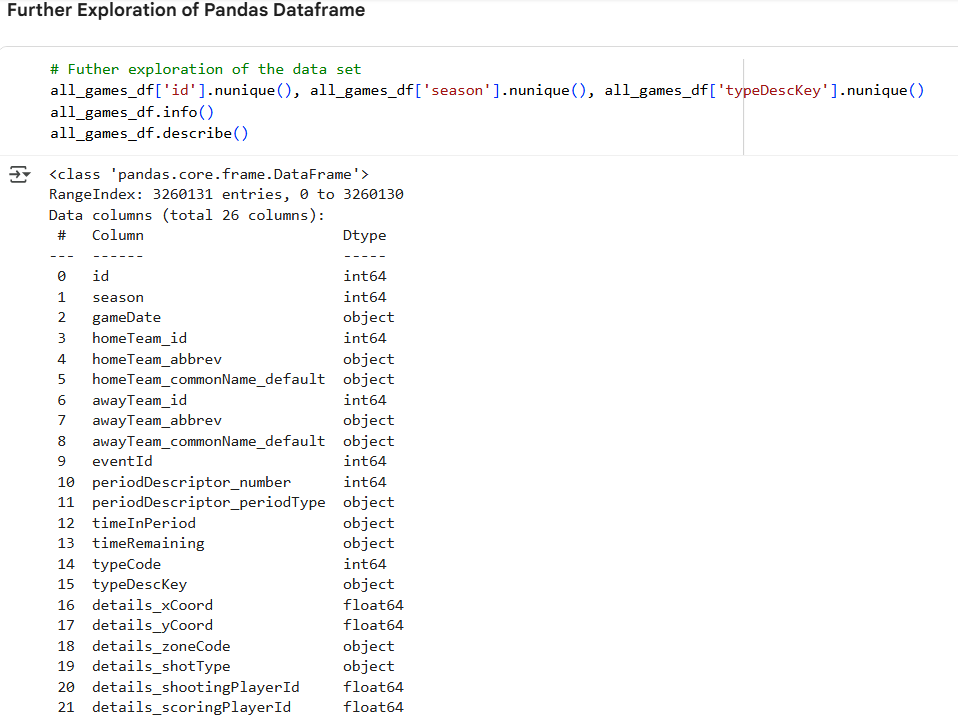 Further Exploration of Pandas Dataframe
# Futher exploration of the data set
all_games_df['id'].nunique(), all_games_df['season'].nunique(), all_games_df['typeDescKey'].nunique()
all_games_df.info()
all_games_df.describe()
<class 'pandas.core.frame.DataFrame'>
RangeIndex: 3260131 entries, 0 to 3260130
Data columns (total 26 columns):
# Column Dtype
--- ------ -----
0 id int64
1 season int64
2 gameDate object
3 homeTeam_id int64
4 homeTeam_abbrev object
5 homeTeam_commonName_default object
6 awayTeam_id int64
7 awayTeam_abbrev object
8 awayTeam_commonName_default object
9 eventId int64
10 periodDescriptor_number int64
11 periodDescriptor_periodType object
12 timeInPeriod object
13 timeRemaining object
14 typeCode int64
15 typeDescKey object
16 details_xCoord float64
17 details_yCoord float64
18 details_zoneCode object
19 details_shotType object
20 details_shootingPlayerId float64
21 details_scoringPlayerId float64